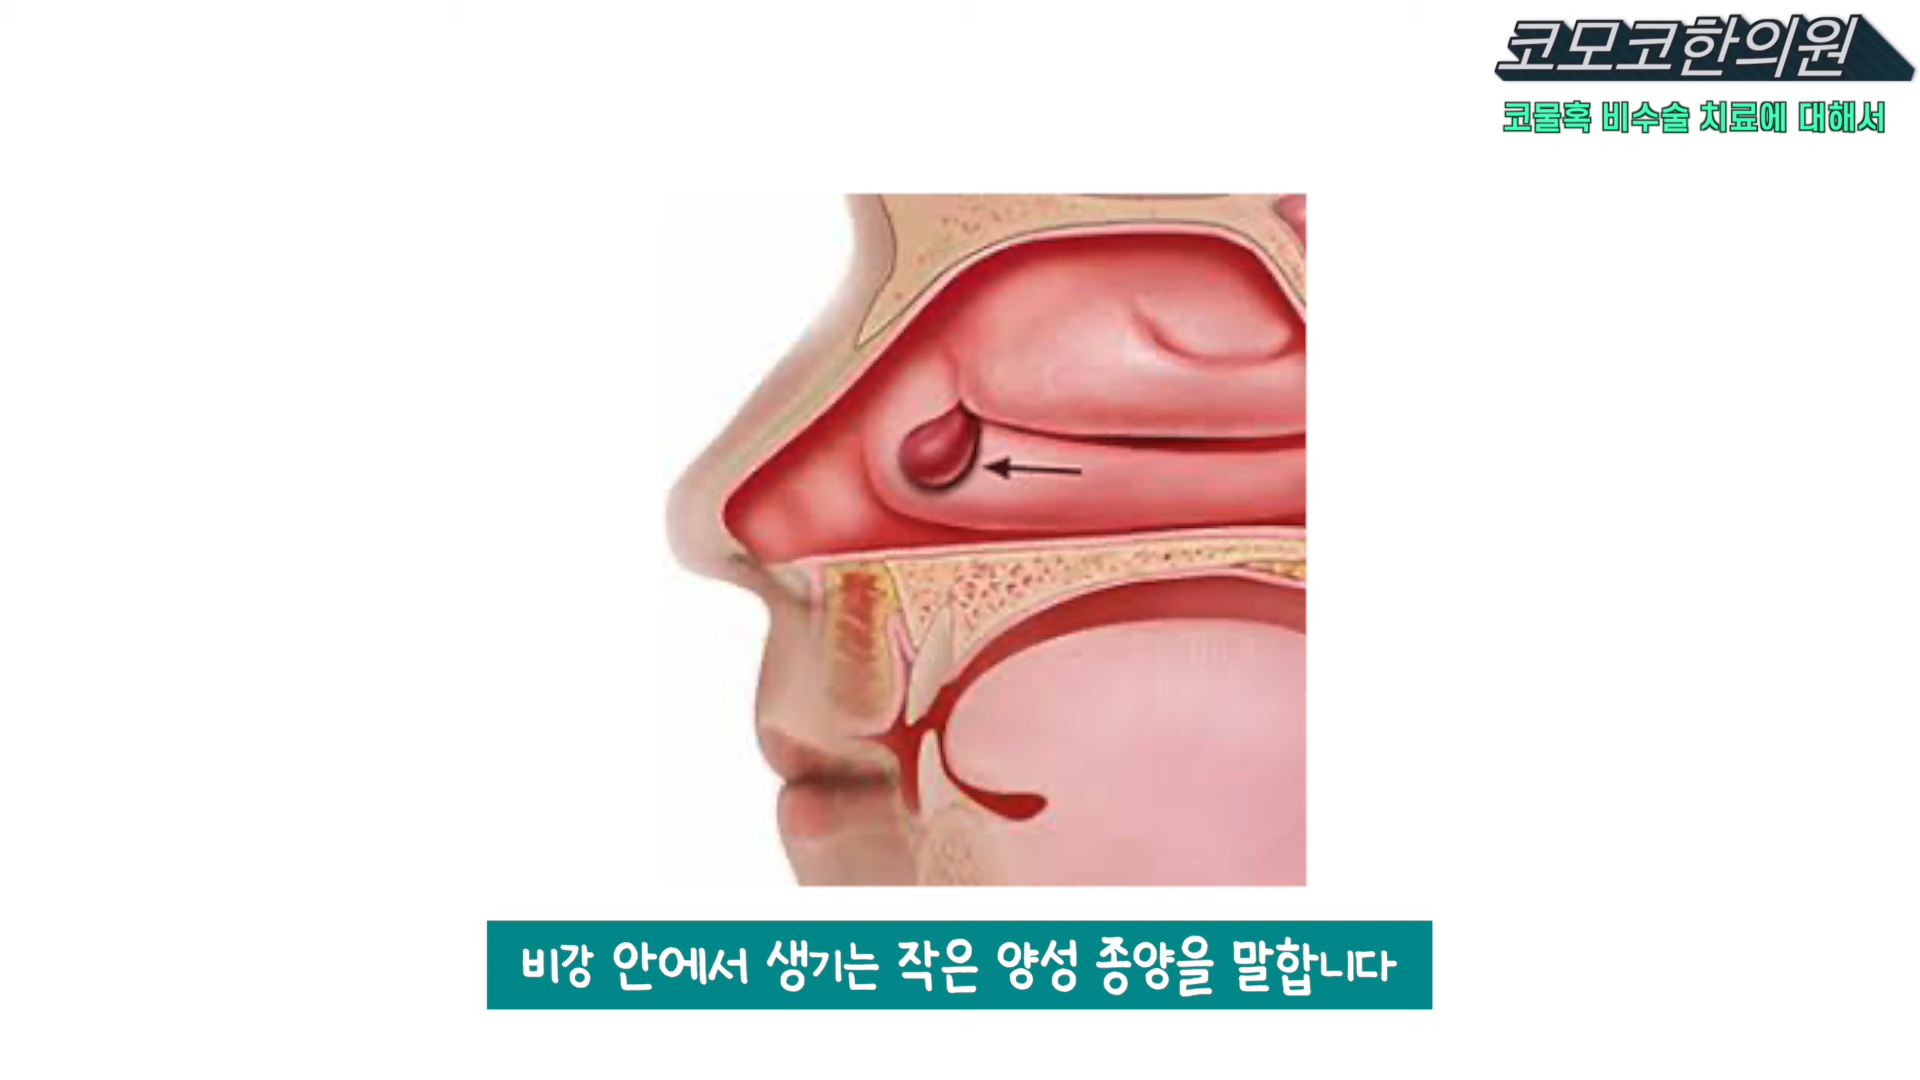 코모코한의원
코물혹 비수술 치료에 대해서
비강 안에서 생기는 작은 양성 종양을 말합니다